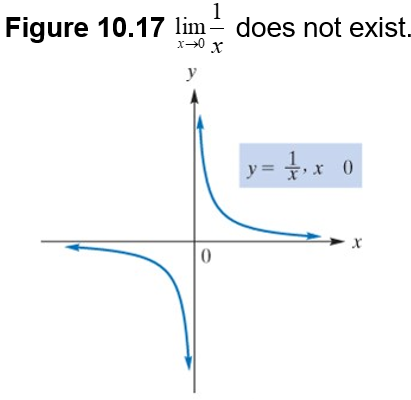 Figure 10.17 lim x→0 1/x does not exist.
y
y = 1/x, x 0
x
0